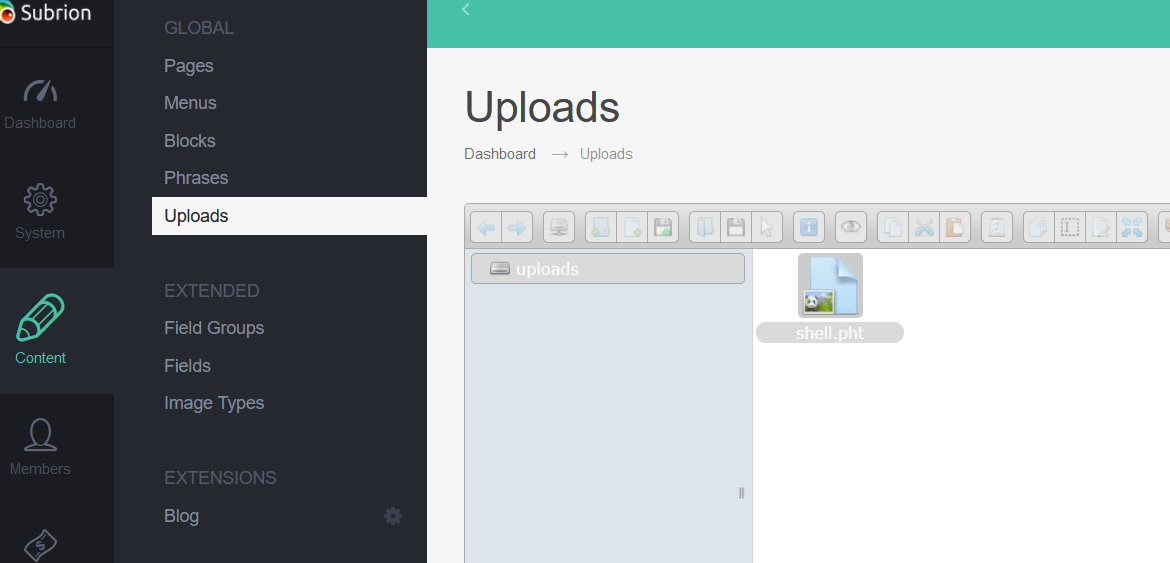 Subrion
Dashboard
System
Content
Members
GLOBAL
Pages
Menus
Blocks
Phrases
Uploads
EXTENDED
Field Groups
Fields
Image Types
EXTENSIONS
Blog
Uploads
Dashboard → Uploads
uploads
shell.pht